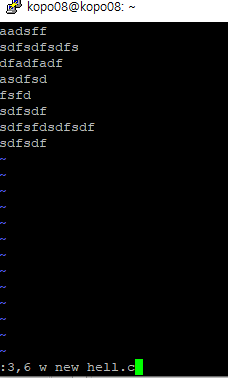 kopo08@kopo08: ~
aadsff
sdfsdfsdfs
dfadfadf
asdfsd
fsfd
sdfsdf
sdfsfdsdfsdf
sdfsdf
~
~
~
~
~
~
~
~
~
~
~
~
~
:3,6 w new hell.c